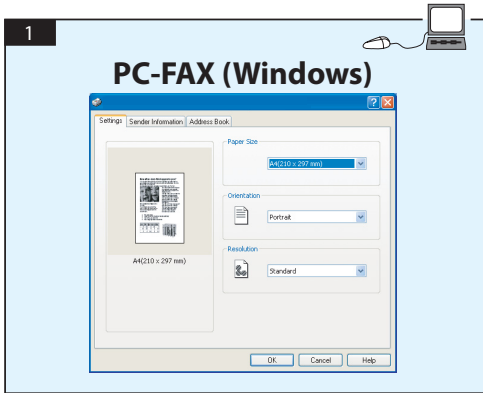 1
PC-FAX (Windows)
Settings Sender Information Address Book
Paper Size
A4(210 x 297 mm)
Orientation
Portrait
A4(210 x 297 mm)
Resolution
Standard
OK Cancel Help